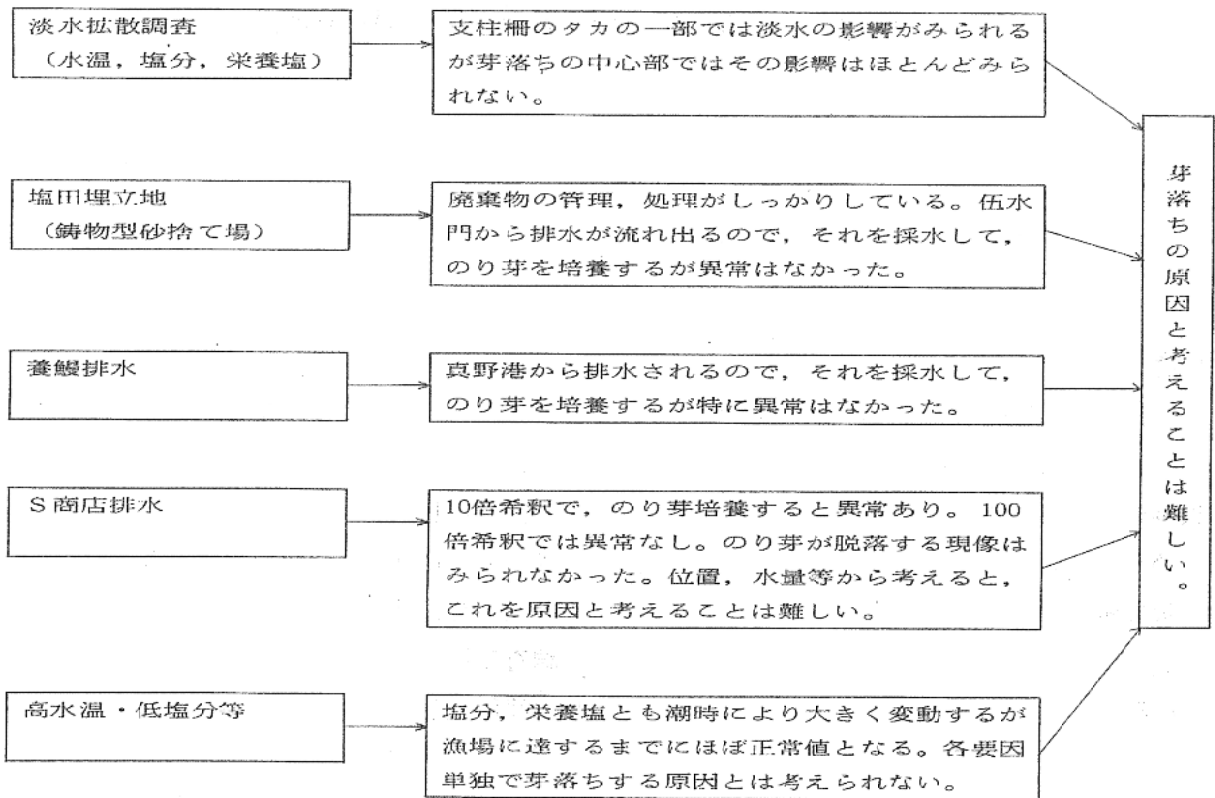 淡水拡散調査
（水温，塩分，栄養塩）
支柱柵のタカの一部では淡水の影響がみられる
が芽落ちの中心部ではその影響はほとんどみら
れない。
塩田埋立地
（鋳物型砂捨て場）
廃棄物の管理，処理がしっかりしている。伍水
門から排水が流れ出るので，それを採水して，
のり芽を培養するが異常はなかった。
養鰻排水
真野港から排水されるので，それを採水して，
のり芽を培養するが特に異常はなかった。
Ｓ商店排水
10倍希釈で，のり芽培養すると異常あり。100
倍希釈では異常なし。のり芽が脱落する現像は
みられなかった。位置，水量等から考えると，
これを原因と考えることは難しい。
高水温・低塩分等
塩分，栄養塩とも潮時により大きく変動するが
漁場に達するまでにほぼ正常値となる。各要因
単独で芽落ちする原因とは考えられない。
芽落ちの原因と考えることは難しい。